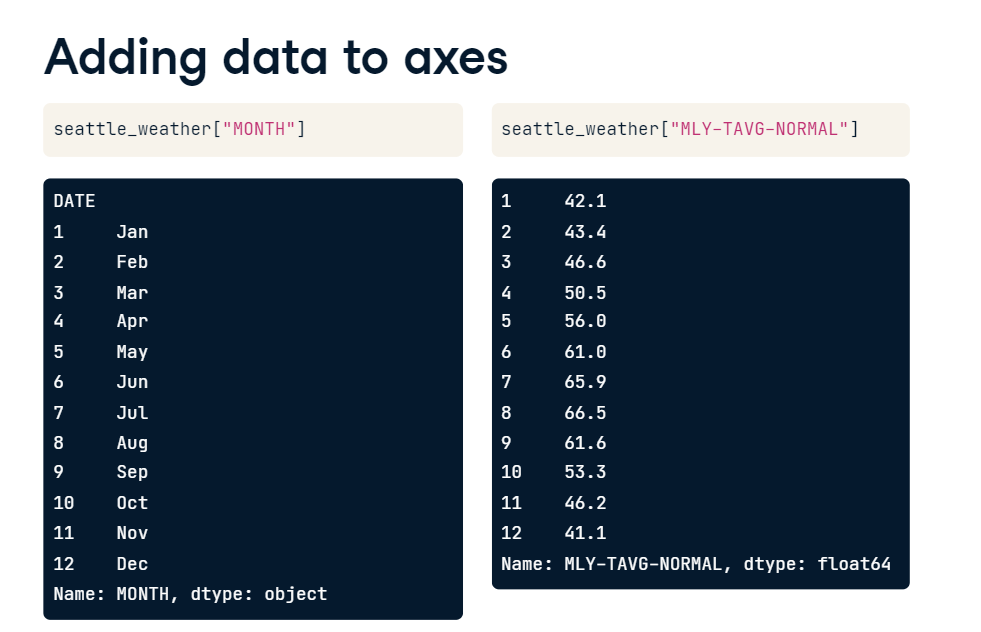 Adding data to axes
seattle_weather["MONTH"]
DATE
1     Jan
2     Feb
3     Mar
4     Apr
5     May
6     Jun
7     Jul
8     Aug
9     Sep
10    Oct
11    Nov
12    Dec
Name: MONTH, dtype: object
seattle_weather["MLY-TAVG-NORMAL"]
1     42.1
2     43.4
3     46.6
4     50.5
5     56.0
6     61.0
7     65.9
8     66.5
9     61.6
10    53.3
11    46.2
12    41.1
Name: MLY-TAVG-NORMAL, dtype: float64